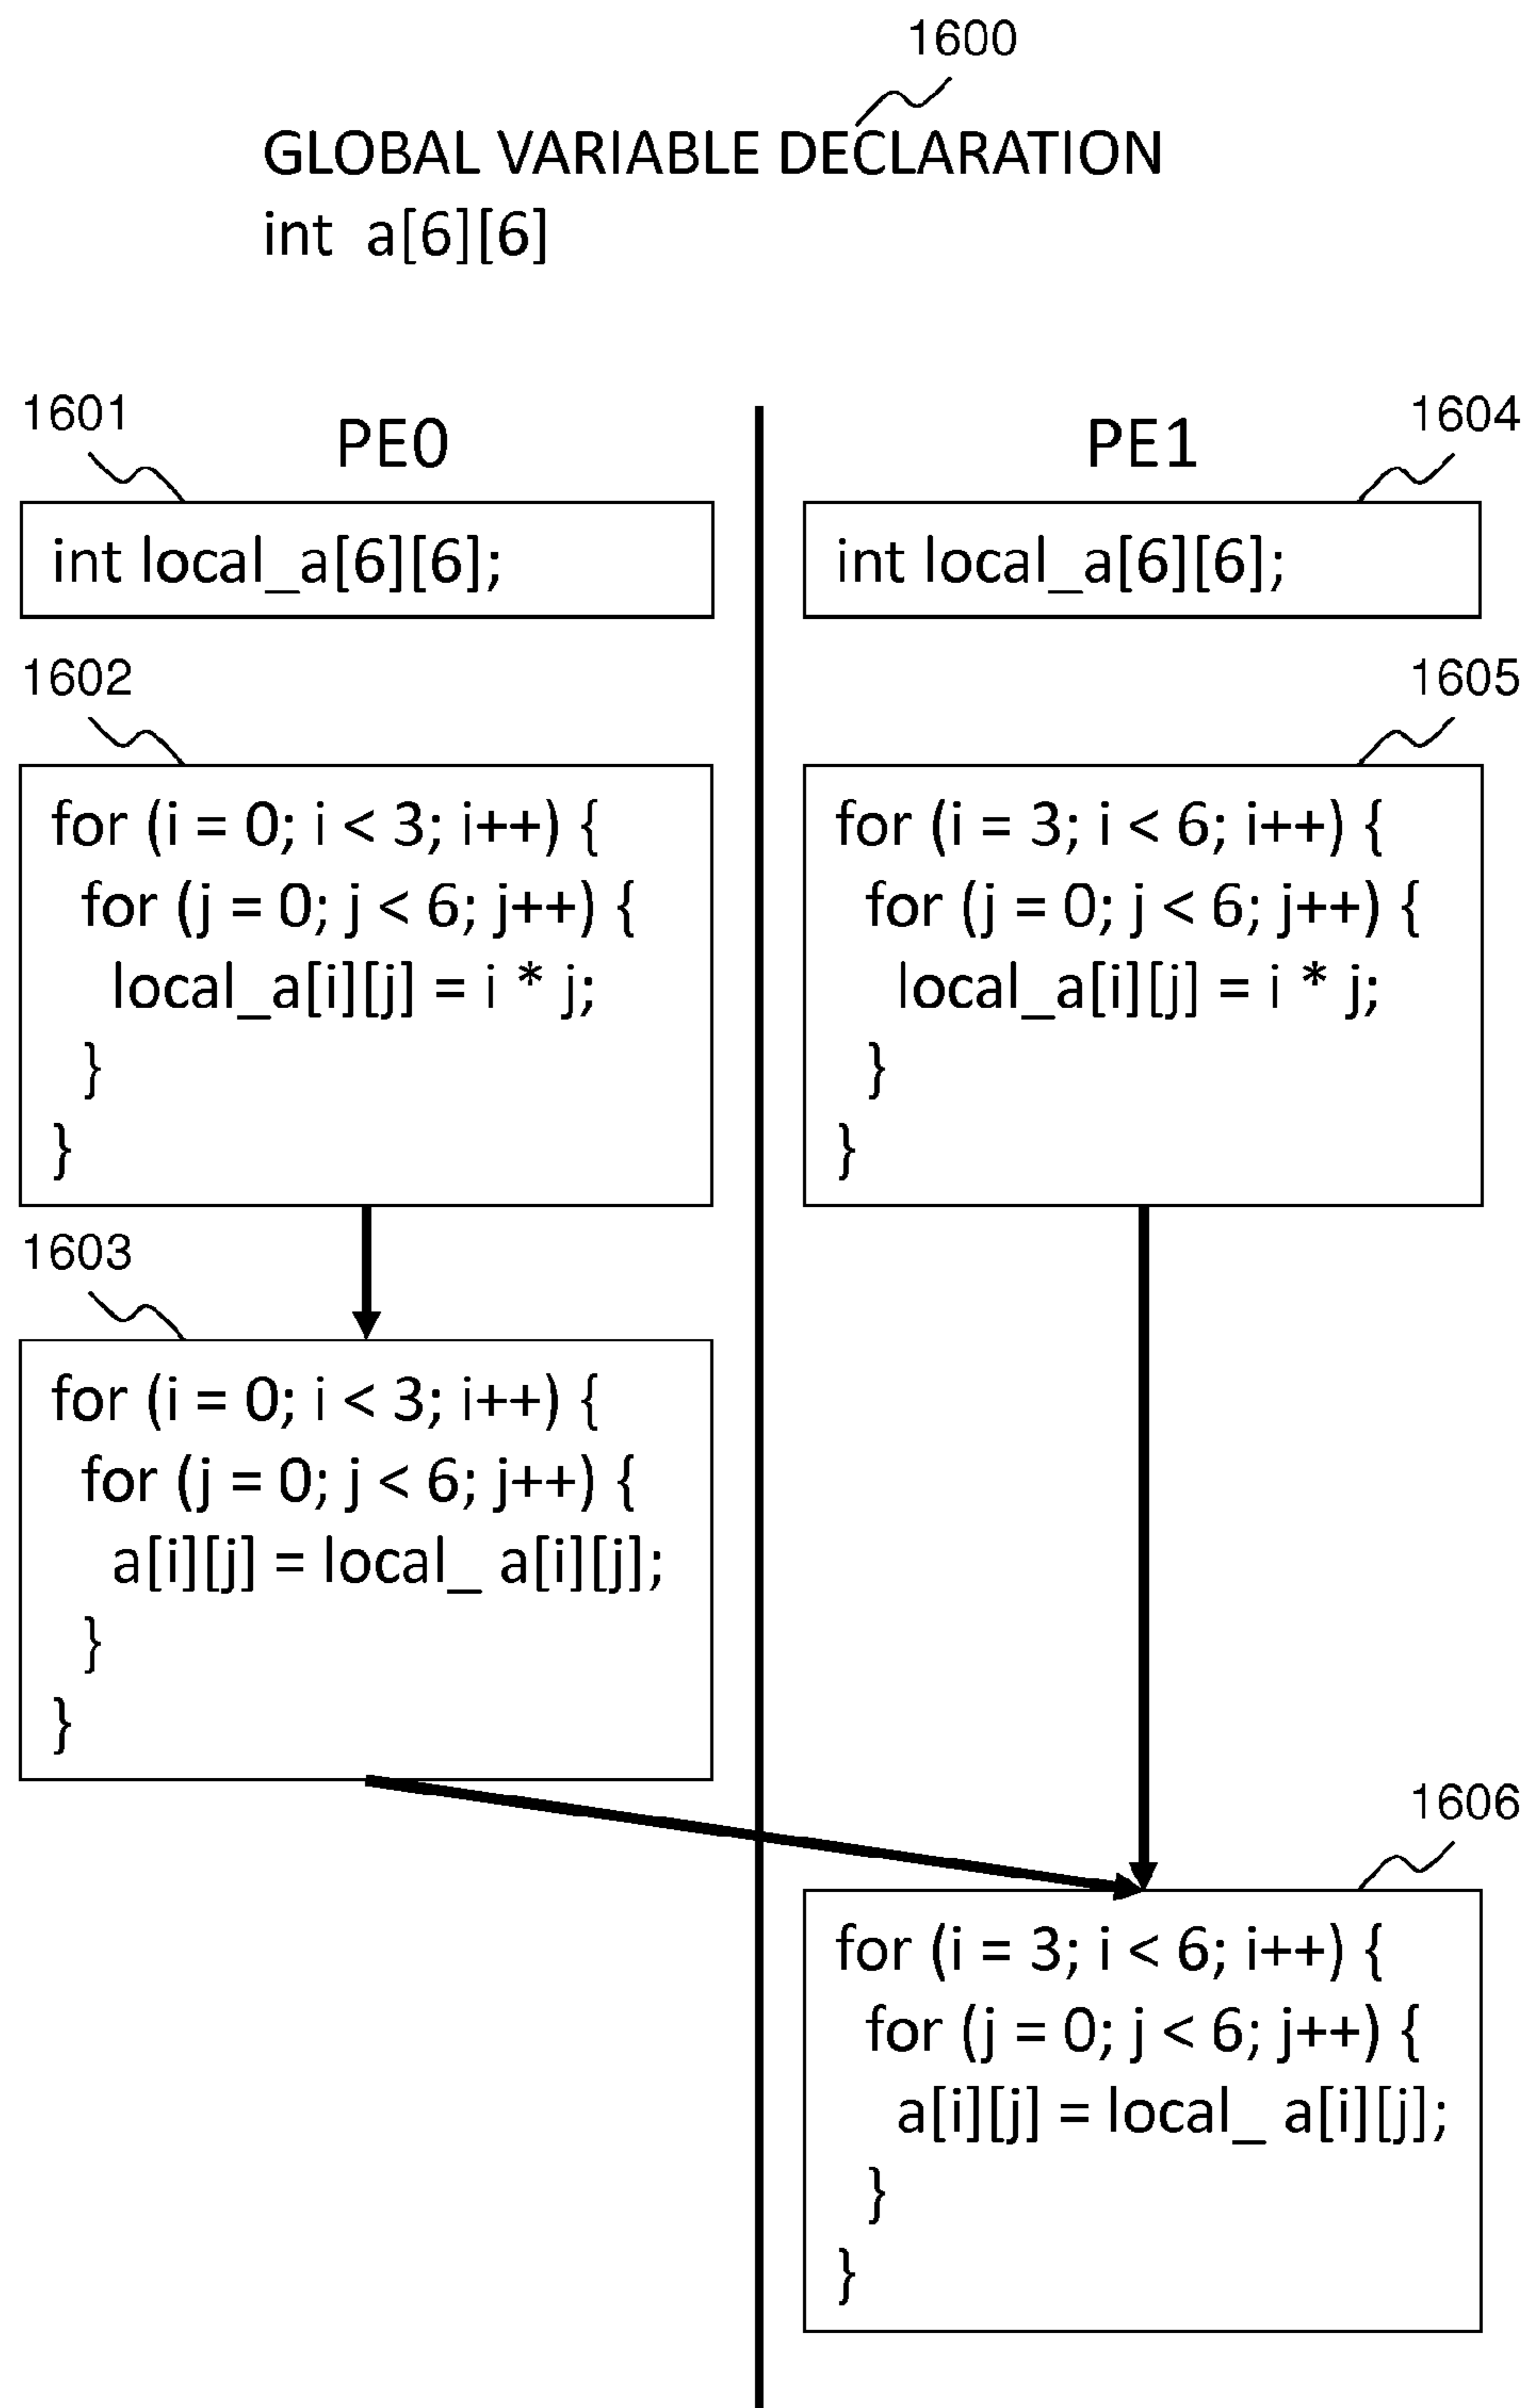 1600
GLOBAL VARIABLE DECLARATION
int a[6][6]
1601
PE0
int local_a[6][6];
1602
for (i = 0; i < 3; i++) {
for (j = 0; j < 6; j++) {
local_a[i][j] = i * j;
}
}
1603
for (i = 0; i < 3; i++) {
for (j = 0; j < 6; j++) {
a[i][j] = local_ a[i][j];
}
}
PE1
1604
int local_a[6][6];
1605
for (i = 3; i < 6; i++) {
for (j = 0; j < 6; j++) {
local_a[i][j] = i * j;
}
}
1606
for (i = 3; i < 6; i++) {
for (j = 0; j < 6; j++) {
a[i][j] = local_ a[i][j];
}
}